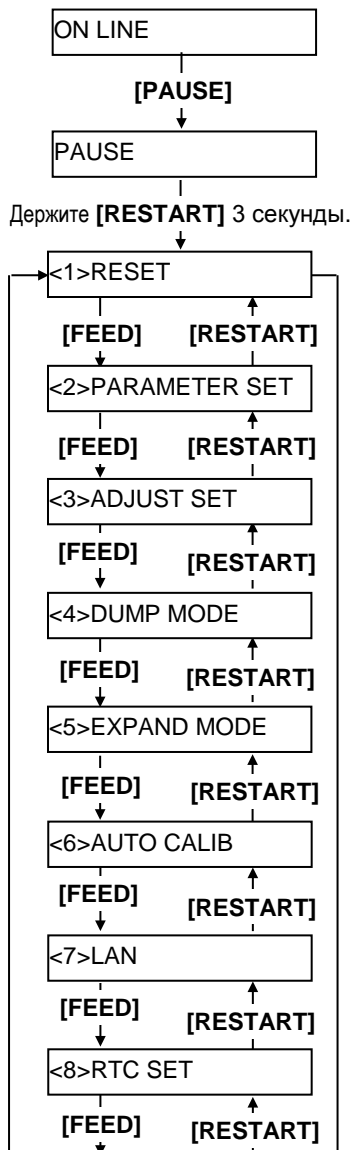 ON LINE
[PAUSE]
PAUSE
Держите [RESTART] 3 секунды.
<1>RESET
[FEED] [RESTART]
<2>PARAMETER SET
[FEED] [RESTART]
<3>ADJUST SET
[FEED] [RESTART]
<4>DUMP MODE
[FEED] [RESTART]
<5>EXPAND MODE
[FEED] [RESTART]
<6>AUTO CALIB
[FEED] [RESTART]
<7>LAN
[FEED] [RESTART]
<8>RTC SET
[FEED] [RESTART]